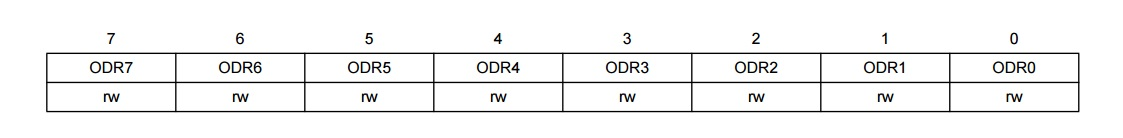 7 6 5 4 3 2 1 0
ODR7 ODR6 ODR5 ODR4 ODR3 ODR2 ODR1 ODR0
rw rw rw rw rw rw rw rw